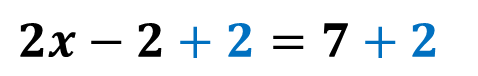 2x − 2 + 2 = 7 + 2